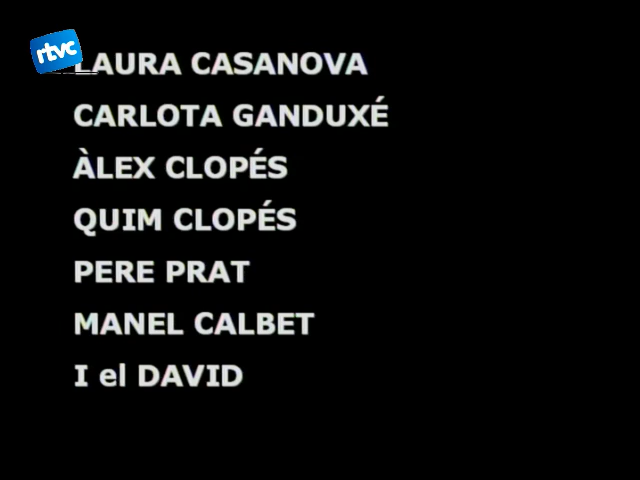 rtvc
LAURA CASANOVA
CARLOTA GANDUXÉ
ÀLEX CLOPÉS
QUIM CLOPÉS
PERE PRAT
MANEL CALBET
I el DAVID